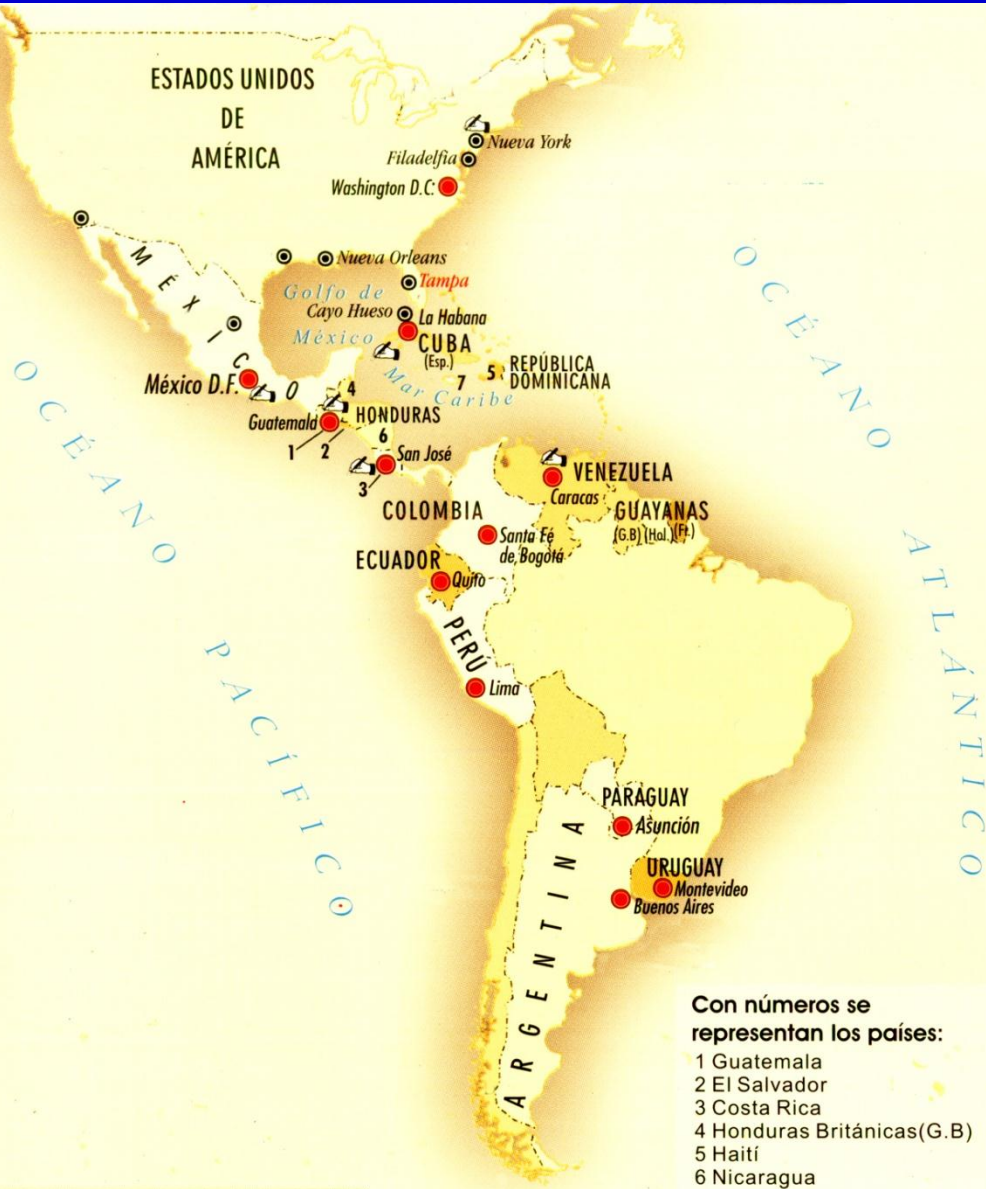 ESTADOS UNIDOS
DE
AMÉRICA
Nueva York
Filadelfia
Washington D.C.
Nueva Orleans
Tampa
Golfo de
México
Cayo Hueso
La Habana
CUBA
(Esp.)
MÉXICO
México D.F.
5
REPÚBLICA
DOMINICANA
7
Mar Caribe
4
HONDURAS
Guatemala
6
1
2
San José
3
VENEZUELA
Caracas
COLOMBIA
GUAYANAS
(G.B) (Hol.) (Fr.)
Santa Fé
de Bogotá
ECUADOR
Quito
PERÚ
Lima
PARAGUAY
Asunción
URUGUAY
Montevideo
Buenos Aires
ARGENTINA
OCÉANO PACÍFICO
OCÉANO ATLÁNTICO
Con números se
representan los países:
1 Guatemala
2 El Salvador
3 Costa Rica
4 Honduras Británicas(G.B)
5 Haití
6 Nicaragua